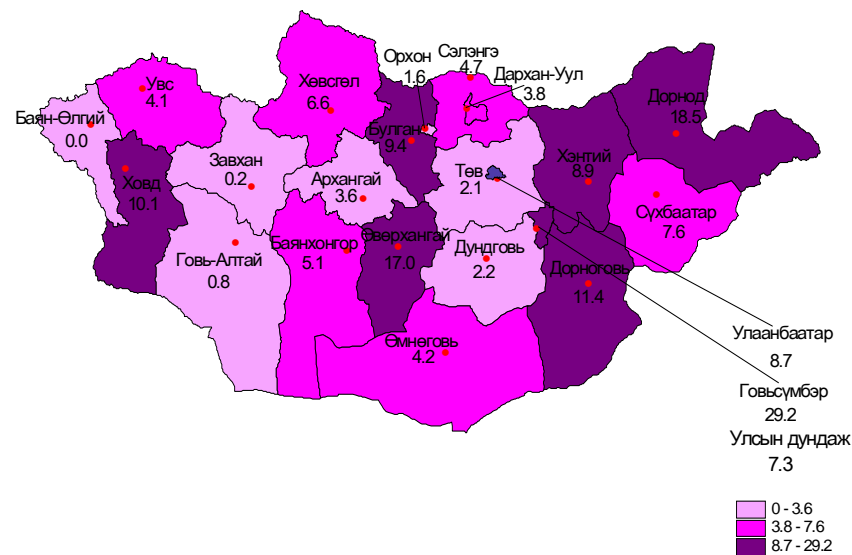 Орхон
1.6
Сэлэнгэ
4.7
Дархан-Уул
3.8
Увс
4.1
Хөвсгөл
6.6
Дорнод
18.5
Баян-Өлгий
0.0
Булган
9.4
Завхан
0.2
Хэнтий
8.9
Ховд
10.1
Архангай
3.6
Төв
2.1
Сүхбаатар
7.6
Говь-Алтай
0.8
Баянхонгор
5.1
Өвөрхангай
17.0
Дундговь
2.2
Дорноговь
11.4
Өмнөговь
4.2
Улаанбаатар
8.7
Говьсүмбэр
29.2
Улсын дундаж
7.3
0 - 3.6
3.8 - 7.6
8.7 - 29.2